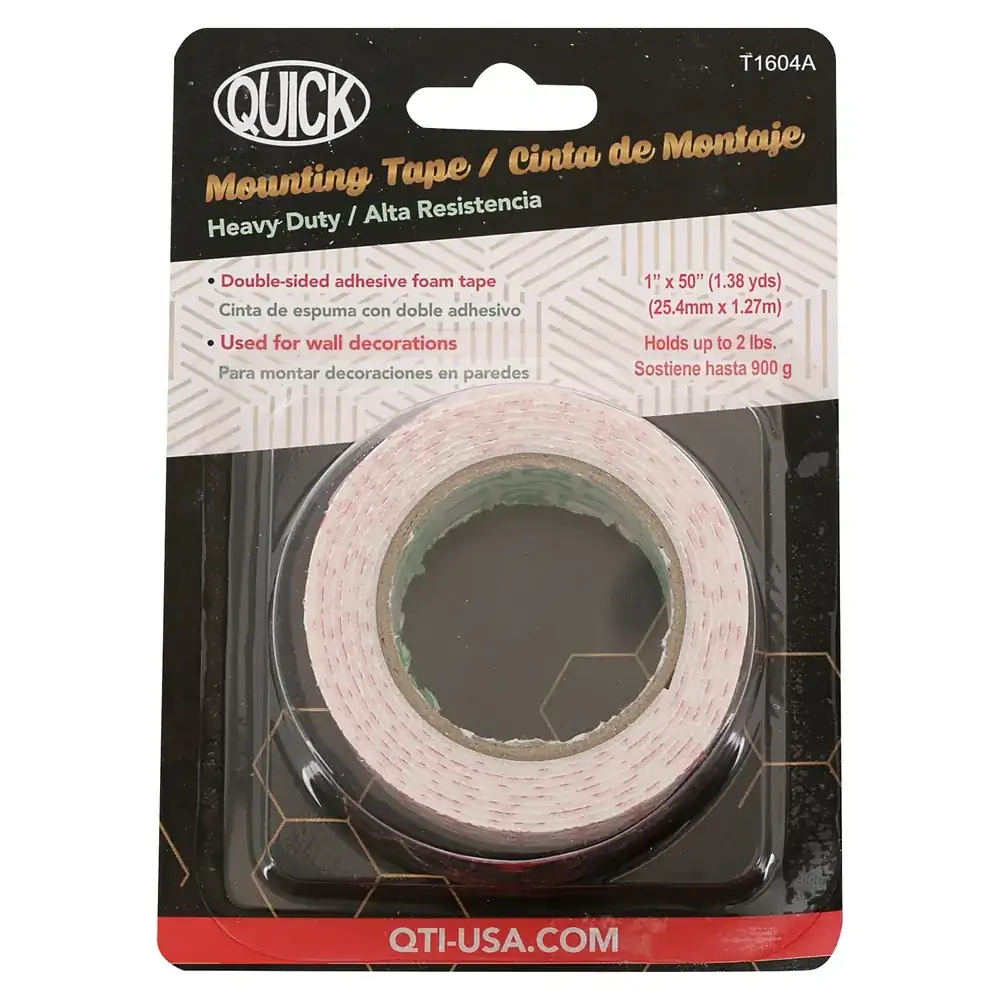 QUICK
T1604A
Mounting Tape / Cinta de Montaje
Heavy Duty / Alta Resistencia
• Double-sided adhesive foam tape
Cinta de espuma con doble adhesivo
• Used for wall decorations
Para montar decoraciones en paredes
1” x 50” (1.38 yds)
(25.4mm x 1.27m)
Holds up to 2 lbs.
Sostiene hasta 900 g
QTI-USA.COM